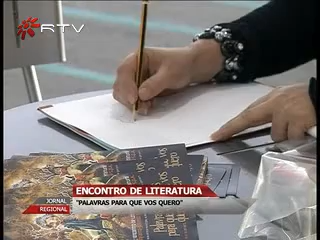 RTV
ENCONTRO DE LITERATURA
JORNAL
REGIONAL
"PALAVRAS PARA QUE VOS QUERO"